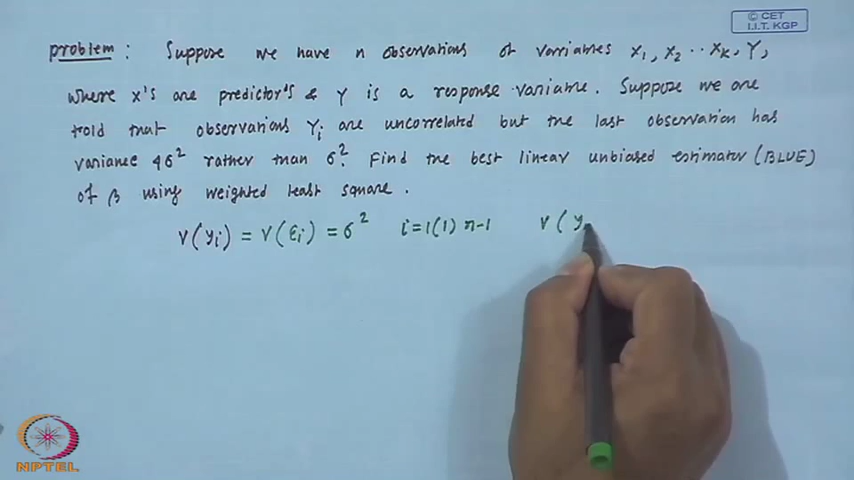 © CET
I.I.T. KGP
problem : Suppose we have n observations of variables x₁, x₂ ·· xₖ, Y,
where x's are predictor's & Y is a response variable. Suppose we are
told that observations Yᵢ are uncorrelated but the last observation has
variance 4σ² rather than σ². Find the best linear unbiased estimator (BLUE)
of β using weighted least square.
V(yᵢ) = V(εᵢ) = σ² i=1(1) n-1 V(y
NPTEL